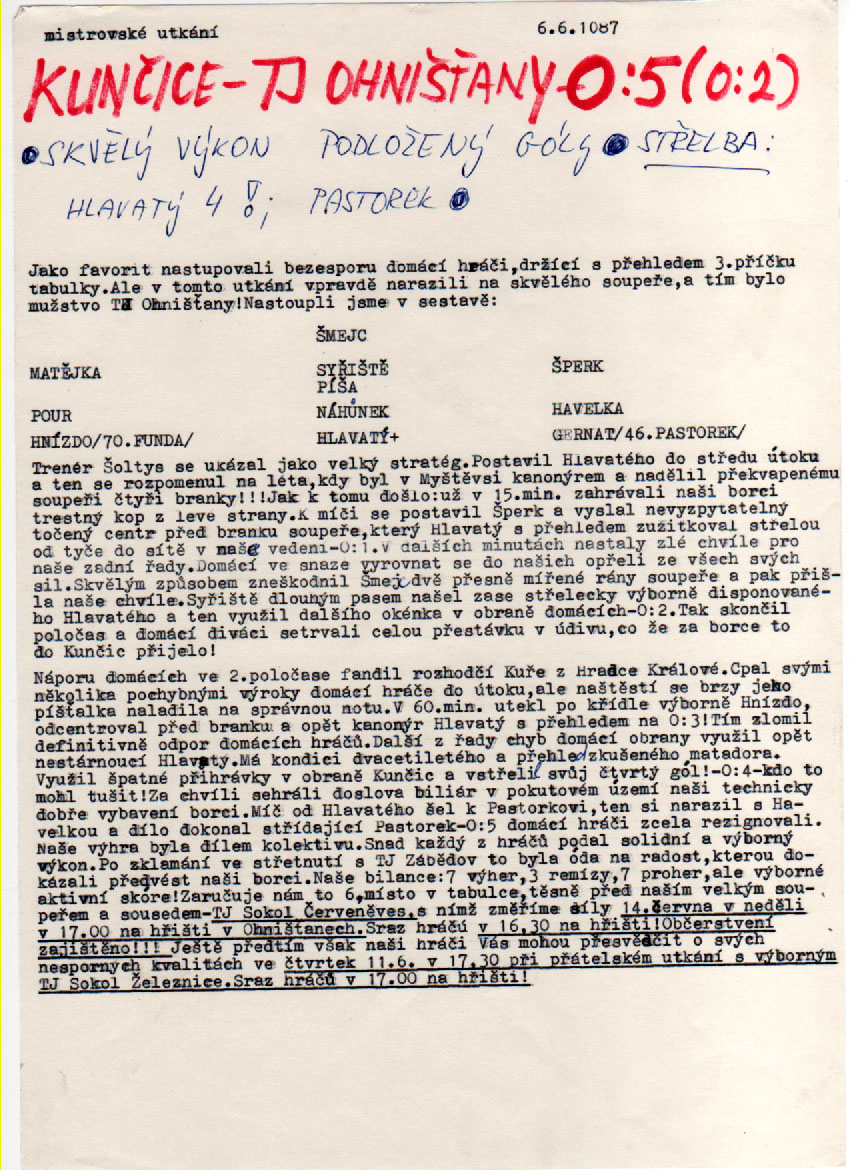 mistrovské utkání 6.6.1087
KUNČICE-TJ OHNIŠŤANY-0:5(0:2)
SKVĚLÝ VÝKON PODLOŽENÝ GÓLY STŘELBA:
HLAVATÝ 4 !; PASTOREK
Jako favorit nastupovali bezesporu domácí hráči,držící s přehledem 3.příčku
tabulky.Ale v tomto utkání vpravdě narazili na skvělého soupeře,a tím bylo
mužstvo TJ Ohnišťany!Nastoupli jsme v sestavě:
ŠMEJC
MATĚJKA SYŘIŠTĚ ŠPERK
PÍŠA
POUR NÁHŮNEK HAVELKA
HNÍZDO/70.FUNDA/ HLAVATÝ+ GERNAT/46.PASTOREK/
Trenér Šoltys se ukázal jako velký stratég.Postavil Hlavatého do středu útoku
a ten se rozpomenul na léta,kdy byl v Myštěvsi kanonýrem a nadělil překvapenému
soupeři čtyři branky!!!Jak k tomu došlo:už v 15.min. zahrávali naši borci
trestný kop z leve strany.K míči se postavil Šperk a vyslal nevyzpytatelný
točený centr před branku soupeře,který Hlavatý s přehledem zužitkoval střelou
od tyče do sítě v naše vedení-0:1.V dalších minutách nastaly zlé chvíle pro
naše zadní řady.Domácí ve snaze vyrovnat se do našich opřeli ze všech svých
sil.Skvělým způsobem zneškodnil Šmejc dvě přesně mířené rány soupeře a pak přiš-
la naše chvíle.Syřiště dlouhým pasem našel zase střelecky výborně disponované-
ho Hlavatého a ten využil dalšího okénka v obraně domácích-0:2.Tak skončil
poločas a domácí diváci setrvali celou přestávku v údivu,co že za borce to
do Kunčic přijelo!
Náporu domácích ve 2.poločase fandil rozhodčí Kuře z Hradce Králové.Cpal svými
několika pochybnými výroky domácí hráče do útoku,ale naštěstí se brzy jeho
píšťalka naladila na správnou notu.V 60.min. utekl po křídle výborně Hnízdo,
odcentroval před branku a opět kanonýr Hlavatý s přehledem na 0:3!Tím zlomil
definitivně odpor domácích hráčů.Další z řady chyb domácí obrany využil opět
nestárnoucí Hlavatý.Má kondici dvacetiletého a přehled zkušeného matadora.
Využil špatné přihrávky v obraně Kunčic a vstřelil svůj čtvrtý gól!-0:4-kdo to
mohl tušit!Za chvíli sehráli doslova biliár v pokutovém území naši technicky
dobře vybavení borci.Míč od Hlavatého šel k Pastorkovi,ten si narazil s Ha-
velkou a dílo dokonal střídající Pastorek-0:5 domácí hráči zcela rezignovali.
Naše výhra byla dílem kolektivu.Snad každý z hráčů podal solidní a výborný
výkon.Po zklamání ve střetnutí s TJ Zábědov to byla óda na radost,kterou do-
kázali předvést naši borci.Naše bilance:7 výher,3 remízy,7 proher,ale výborné
aktivní skóre!Zaručuje nám to 6,místo v tabulce,těsně před naším velkým sou-
peřem a sousedem-TJ Sokol Červeněves,s nímž změříme síly 14.června v neděli
v 17.00 na hřišti v Ohnišťanech.Sraz hráčů v 16,30 na hřišti!Občerstvení
zajištěno!!! Ještě předtím však naši hráči Vás mohou přesvědčit o svých
nesporných kvalitách ve čtvrtek 11.6. v 17,30 při přátelském utkání s výborným
TJ Sokol Železnice.Sraz hráčů v 17.00 na hřišti!